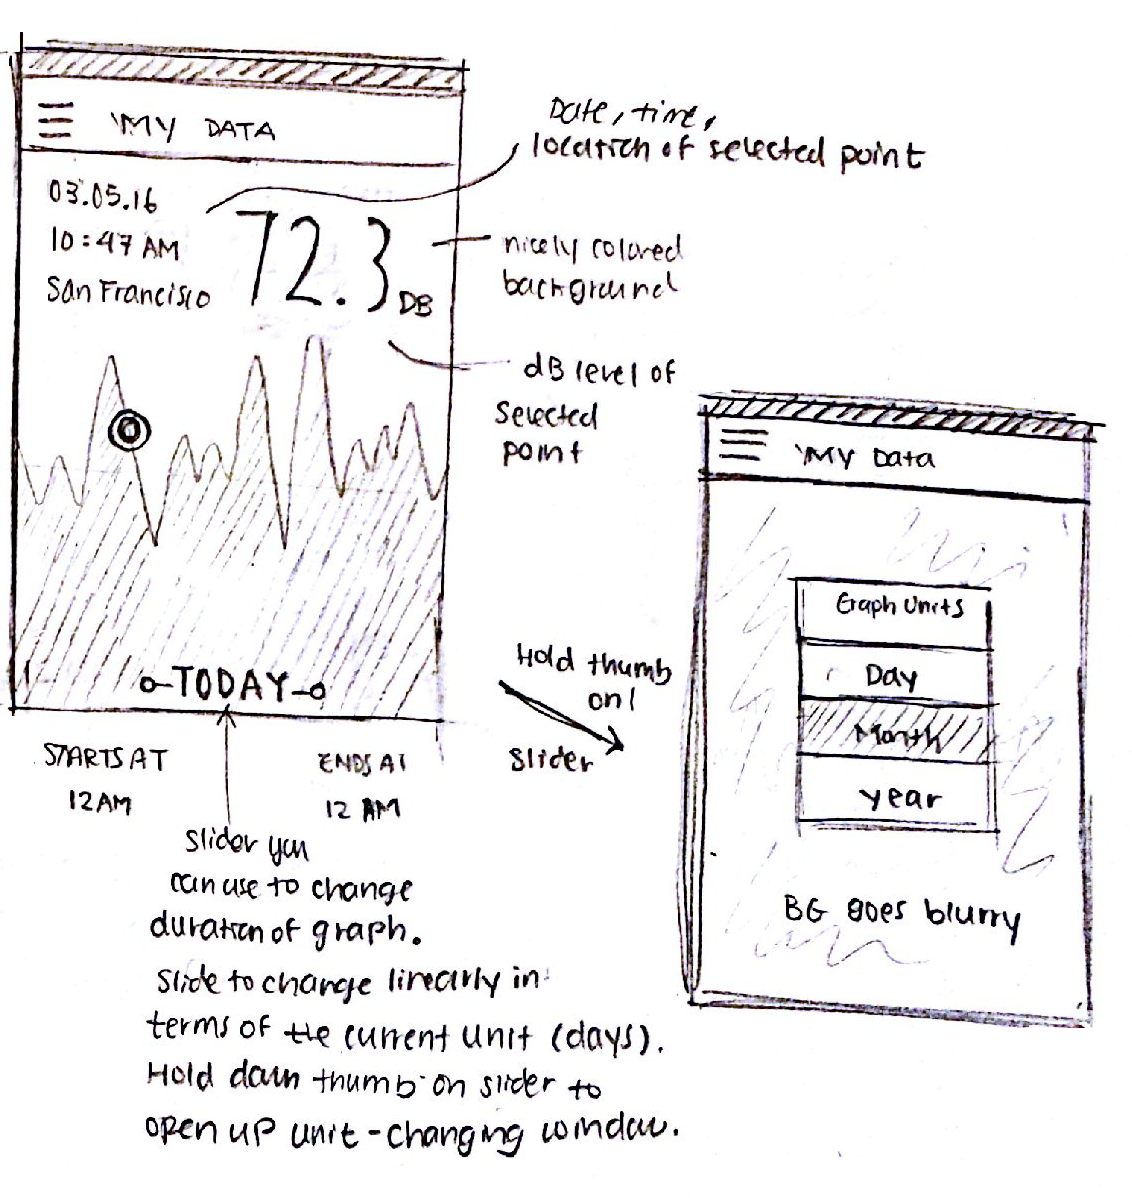 MY DATA
03.05.16
10:47 AM
San Francisco
72.3 DB
Date, time,
location of selected point
nicely colored
background
dB level of
selected
point
TODAY
STARTS AT
12 AM
ENDS AT
12 AM
slider you
can use to change
duration of graph.
Slide to change linearly in
terms of the current unit (days).
Hold down thumb on slider to
open up unit-changing window.
Hold thumb
on
slider
MY Data
Graph Units
Day
Month
year
BG goes blurry